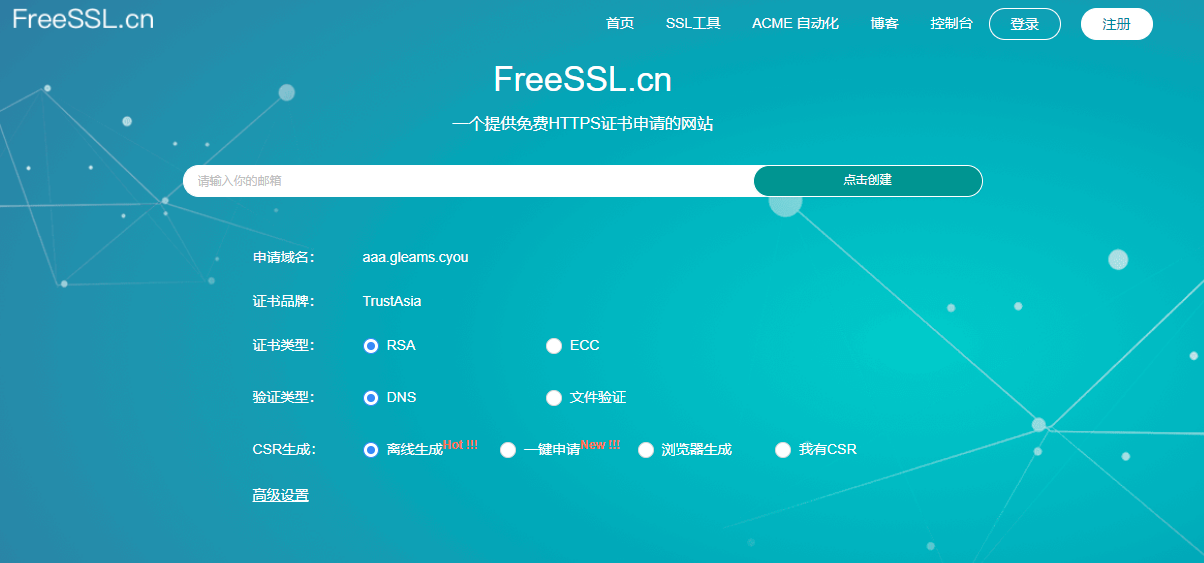 FreeSSL.cn 首页 SSL工具 ACME 自动化 博客 控制台 登录 注册
FreeSSL.cn
一个提供免费HTTPS证书申请的网站
请输入你的邮箱 点击创建
申请域名： aaa.gleams.cyou
证书品牌： TrustAsia
证书类型： RSA ECC
验证类型： DNS 文件验证
CSR生成： 离线生成Hot !!! 一键申请New !!! 浏览器生成 我有CSR
高级设置